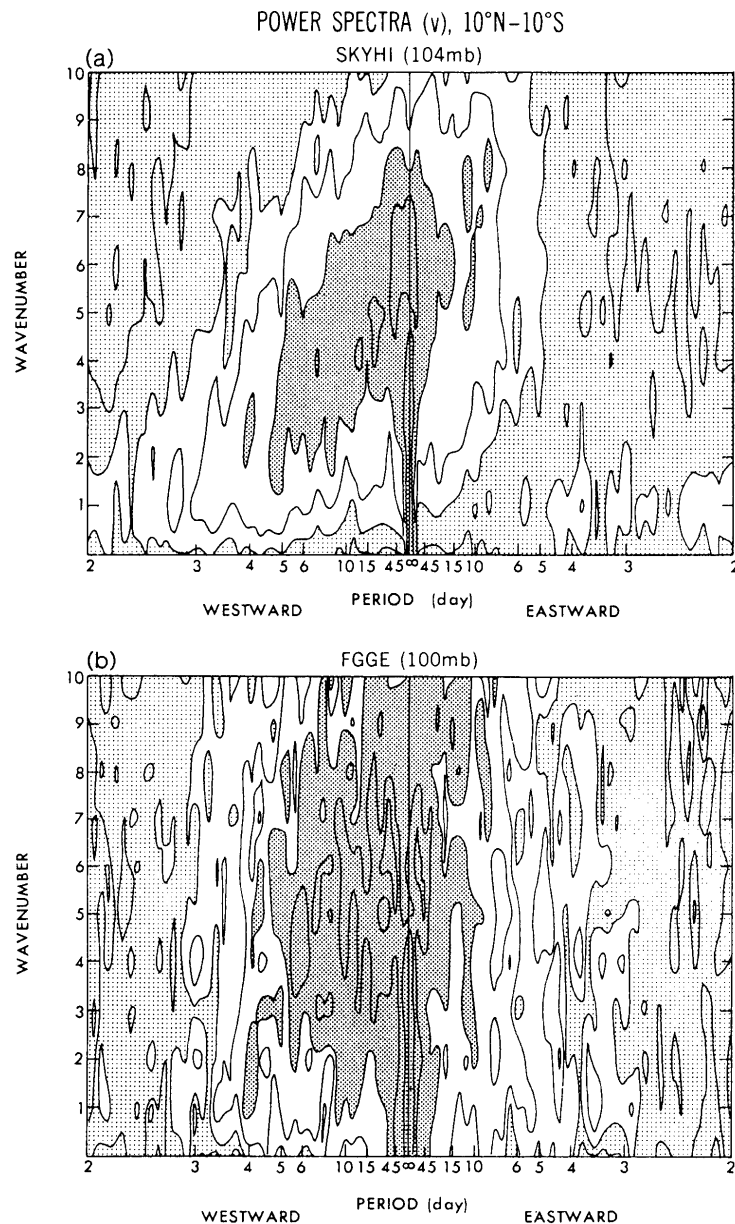 POWER SPECTRA (v), 10°N-10°S
(a)
SKYHI (104mb)
10
9
8
7
6
5
4
3
2
1
WAVENUMBER
2 3 4 5 6 10 15 45 ∞ 45 15 10 6 5 4 3 2
WESTWARD PERIOD (day) EASTWARD
(b)
FGGE (100mb)
10
9
8
7
6
5
4
3
2
1
WAVENUMBER
2 3 4 5 6 10 15 45 ∞ 45 15 10 6 5 4 3 2
WESTWARD PERIOD (day) EASTWARD